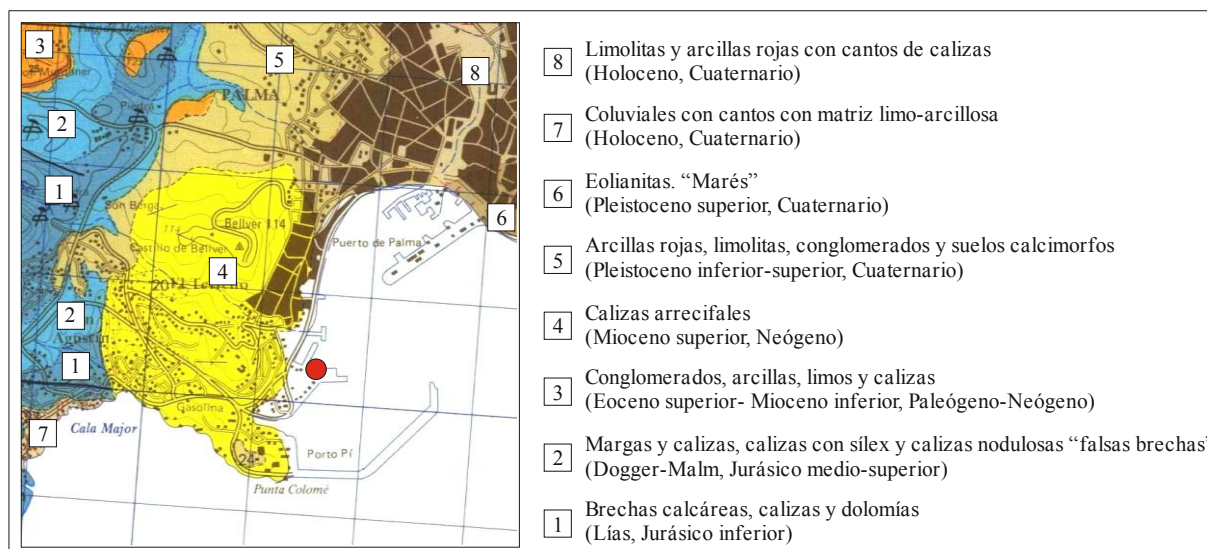 3
5
8
PALMA
2
1
Son Berga
6
Bellver 114
114
Castillo de Bellver
Puerto de Palma
4
2
1
Gasolina
7
Cala Major
24
Porto Pí
Punta Colomé
8 Limolitas y arcillas rojas con cantos de calizas
(Holoceno, Cuaternario)
7 Coluviales con cantos con matriz limo-arcillosa
(Holoceno, Cuaternario)
6 Eolianitas. “Marés”
(Pleistoceno superior, Cuaternario)
5 Arcillas rojas, limolitas, conglomerados y suelos calcimorfos
(Pleistoceno inferior-superior, Cuaternario)
4 Calizas arrecifales
(Mioceno superior, Neógeno)
3 Conglomerados, arcillas, limos y calizas
(Eoceno superior- Mioceno inferior, Paleógeno-Neógeno)
2 Margas y calizas, calizas con sílex y calizas nodulosas “falsas brechas”
(Dogger-Malm, Jurásico medio-superior)
1 Brechas calcáreas, calizas y dolomías
(Lías, Jurásico inferior)